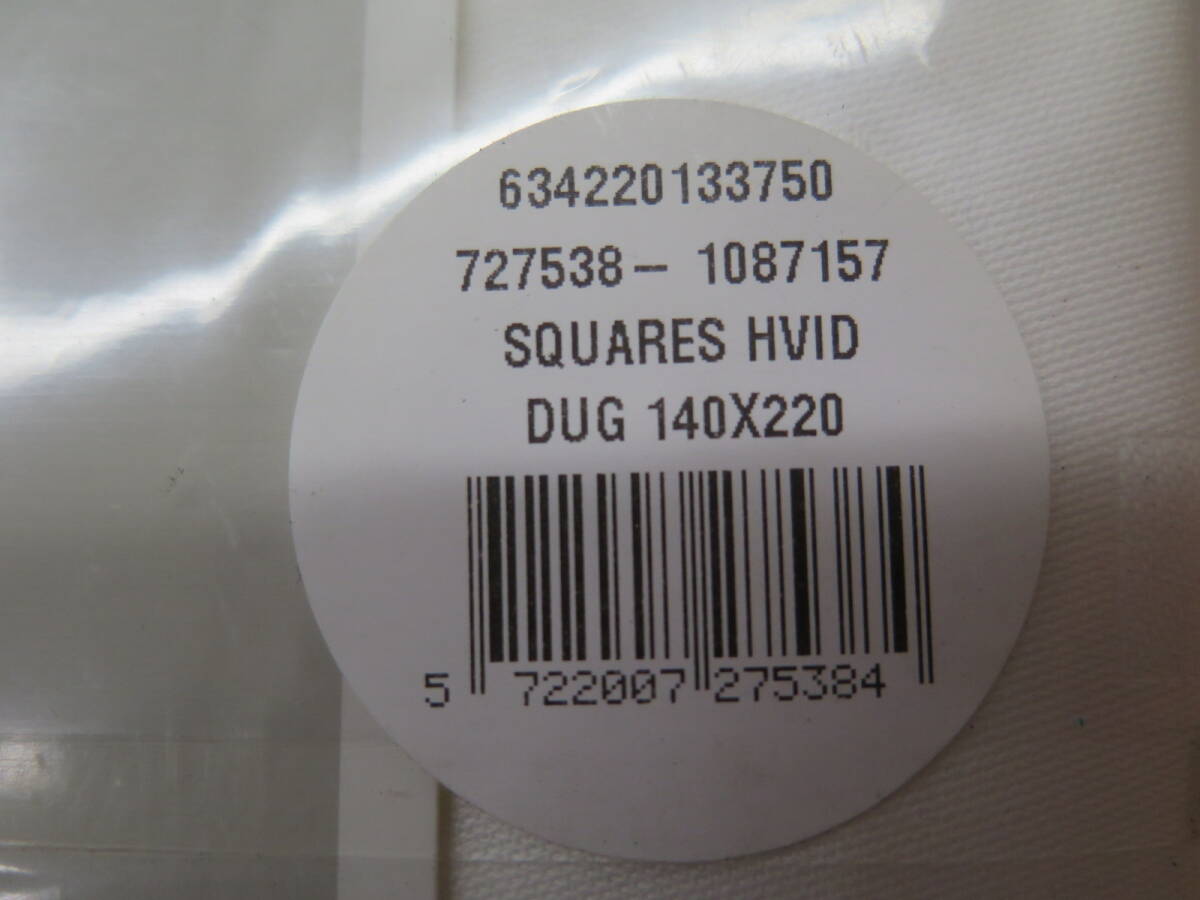 634220133750
727538- 1087157
SQUARES HVID
DUG 140X220
5 722007 275384